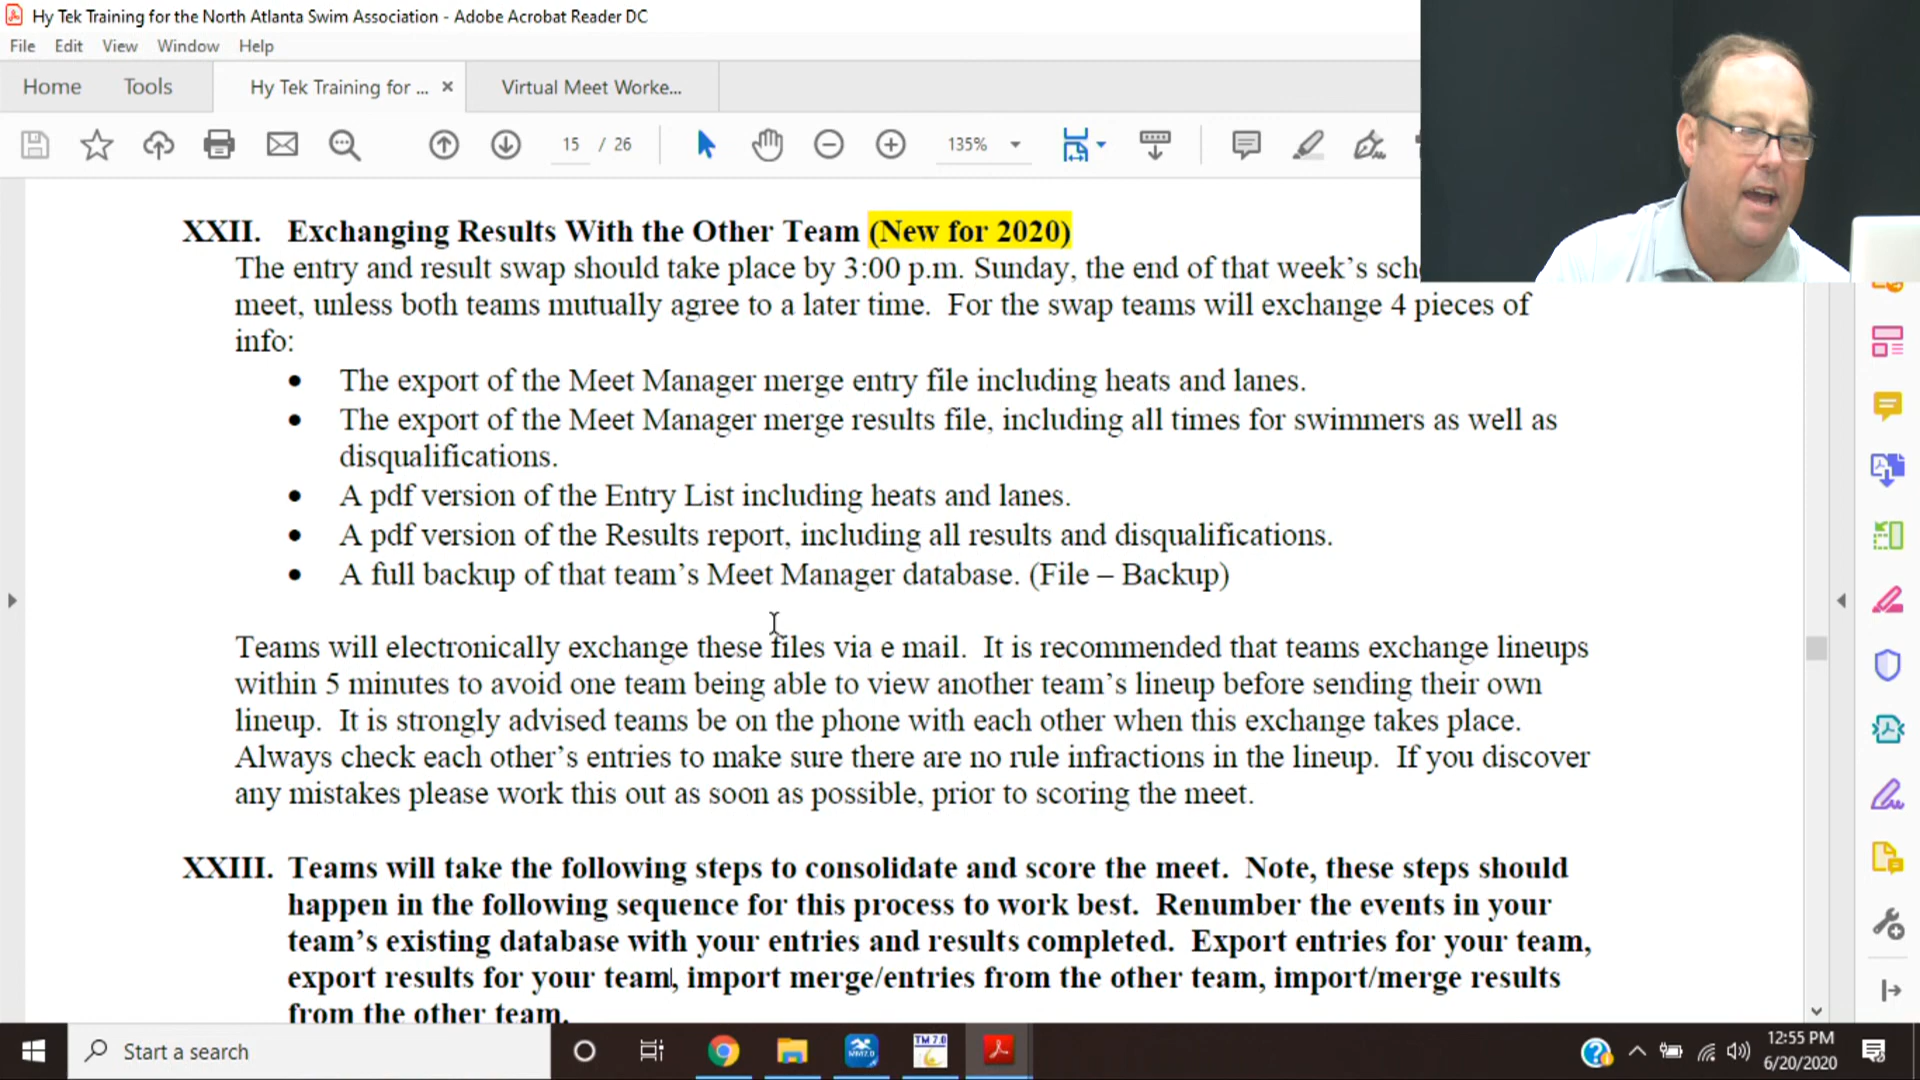 Hy Tek Training for the North Atlanta Swim Association - Adobe Acrobat Reader DC
File Edit View Window Help
Home Tools Hy Tek Training for ... × Virtual Meet Worke...
15 / 26 135%
XXII. Exchanging Results With the Other Team (New for 2020)
The entry and result swap should take place by 3:00 p.m. Sunday, the end of that week's
meet, unless both teams mutually agree to a later time. For the swap teams will exchange 4 pieces of
info:
• The export of the Meet Manager merge entry file including heats and lanes.
• The export of the Meet Manager merge results file, including all times for swimmers as well as
disqualifications.
• A pdf version of the Entry List including heats and lanes.
• A pdf version of the Results report, including all results and disqualifications.
• A full backup of that team's Meet Manager database. (File – Backup)
Teams will electronically exchange these files via e mail. It is recommended that teams exchange lineups
within 5 minutes to avoid one team being able to view another team's lineup before sending their own
lineup. It is strongly advised teams be on the phone with each other when this exchange takes place.
Always check each other's entries to make sure there are no rule infractions in the lineup. If you discover
any mistakes please work this out as soon as possible, prior to scoring the meet.
XXIII. Teams will take the following steps to consolidate and score the meet. Note, these steps should
happen in the following sequence for this process to work best. Renumber the events in your
team's existing database with your entries and results completed. Export entries for your team,
export results for your team, import merge/entries from the other team, import/merge results
from the other team.
Start a search
MM7.0
TM 7.0
12:55 PM
6/20/2020